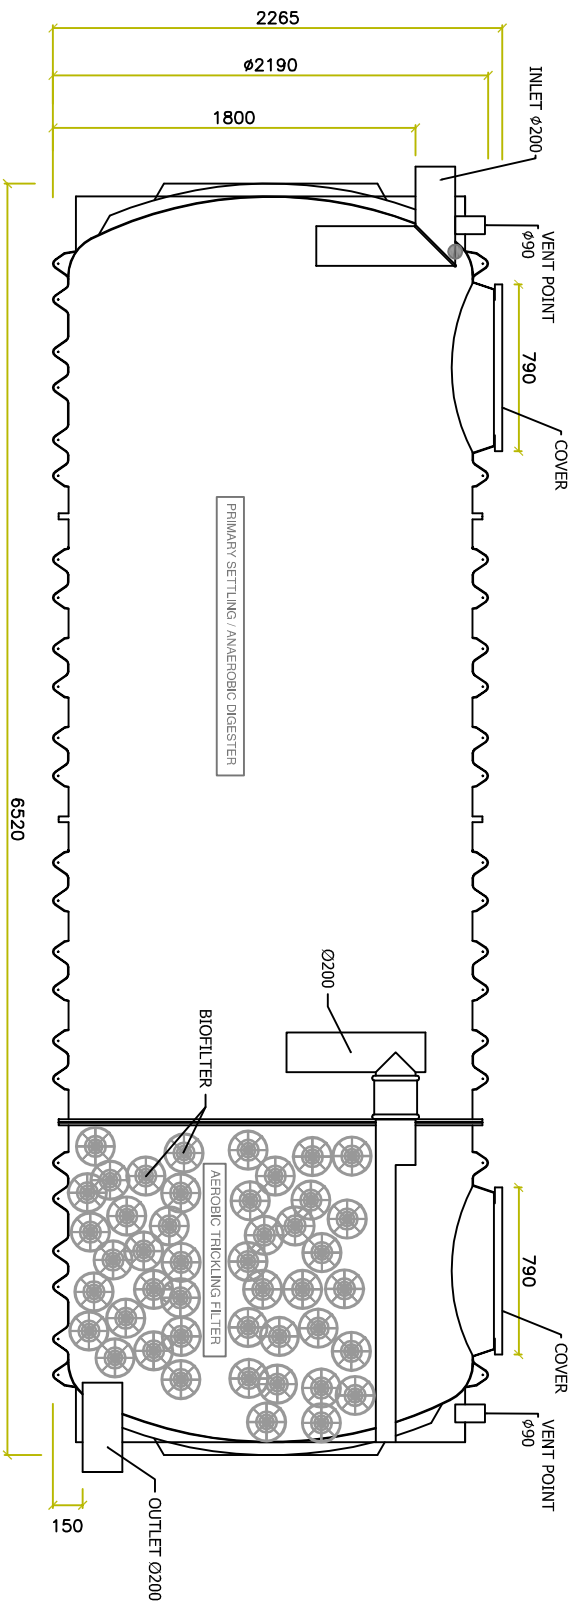 2265
ø2190
1800
INLET ø200
VENT POINT
ø90
790
COVER
PRIMARY SETTLING / ANAEROBIC DIGESTER
6520
Ø200
BIOFILTER
AEROBIC TRICKLING FILTER
790
COVER
VENT POINT
ø90
OUTLET Ø200
150